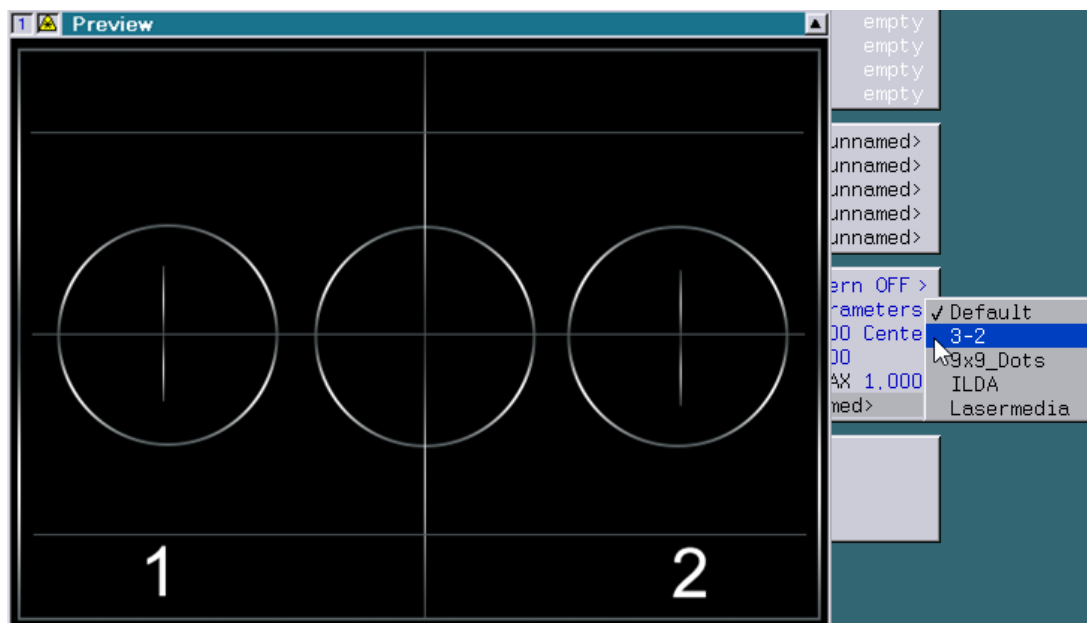 1 Preview
empty
empty
empty
empty
unnamed>
unnamed>
unnamed>
unnamed>
unnamed>
ern OFF >
rameters
00 Cente
00
AX 1,000
med>
✓ Default
3-2
9x9_Dots
ILDA
Lasermedia
1 2